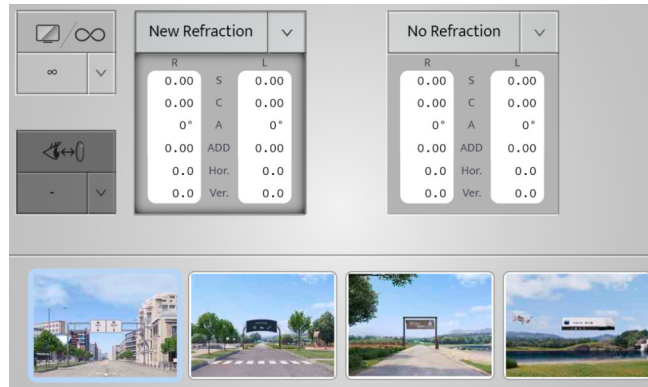 ∞
∞
-
New Refraction
R L
0.00 S 0.00
0.00 C 0.00
0° A 0°
0.00 ADD 0.00
0.0 Hor. 0.0
0.0 Ver. 0.0
No Refraction
R L
0.00 S 0.00
0.00 C 0.00
0° A 0°
0.00 ADD 0.00
0.0 Hor. 0.0
0.0 Ver. 0.0